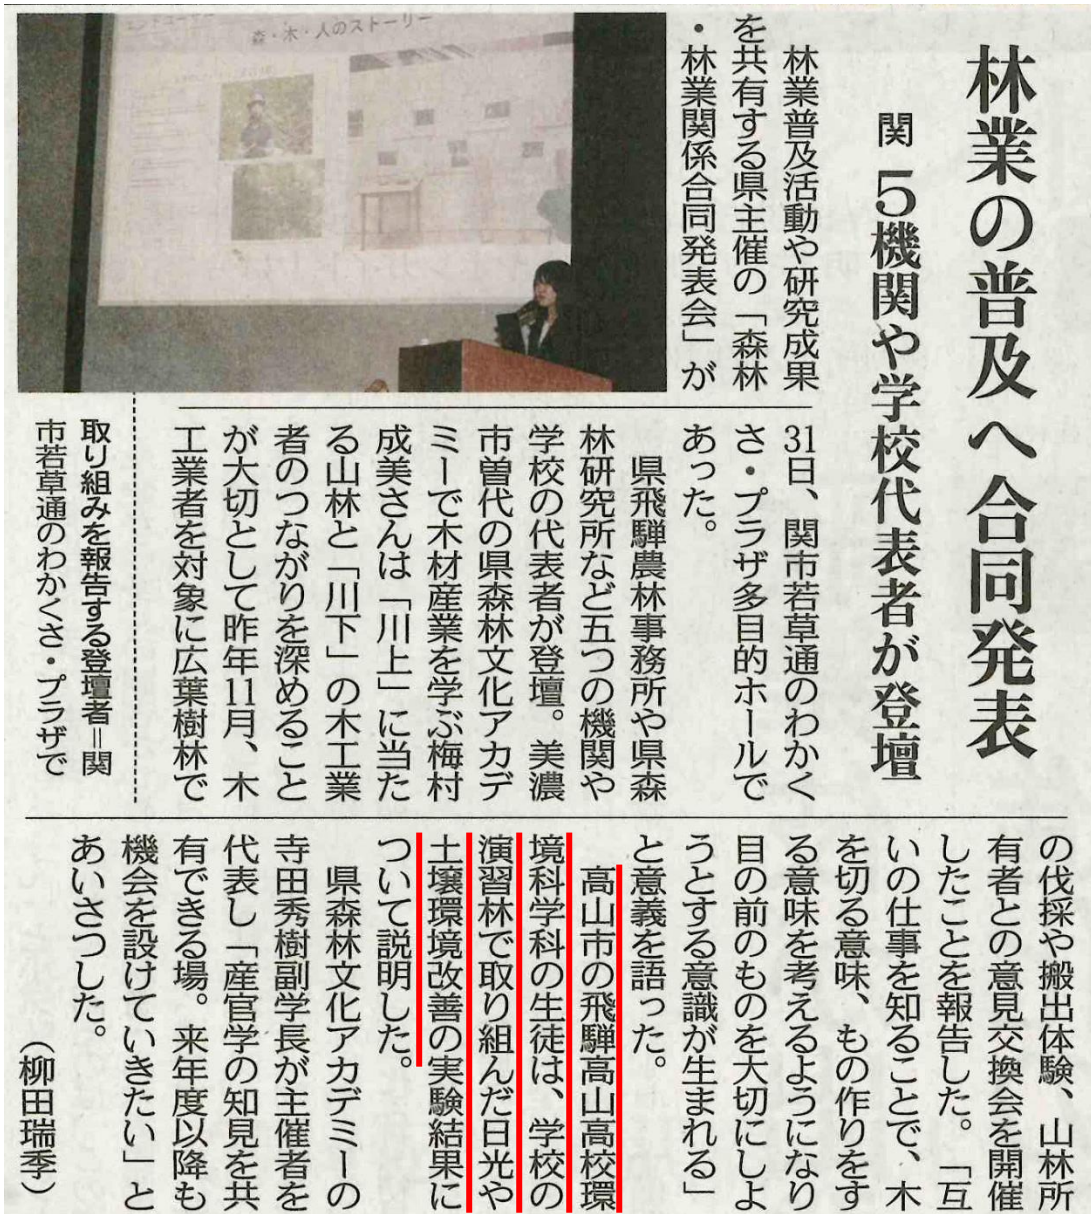 林業の普及へ合同発表
関 5機関や学校代表者が登壇
林業普及活動や研究成果
を共有する県主催の「森林
・林業関係合同発表会」が
31日、関市若草通のわかく
さ・プラザ多目的ホールで
あった。
県飛騨農林事務所や県森
林研究所など五つの機関や
学校の代表者が登壇。美濃
市曽代の県森林文化アカデ
ミーで木材産業を学ぶ梅村
成美さんは「川上」に当た
る山林と「川下」の木工業
者のつながりを深めること
が大切として昨年11月、木
工業者を対象に広葉樹林で
の伐採や搬出体験、山林所
有者との意見交換会を開催
したことを報告した。「互
いの仕事を知ることで、木
を切る意味、もの作りをす
る意味を考えるようになり
目の前のものを大切にしよ
うとする意識が生まれる」
と意義を語った。
高山市の飛騨高山高校環
境科学科の生徒は、学校の
演習林で取り組んだ日光や
土壌環境改善の実験結果に
ついて説明した。
県森林文化アカデミーの
寺田秀樹副学長が主催者を
代表し「産官学の知見を共
有できる場。来年度以降も
機会を設けていきたい」と
あいさつした。
（柳田瑞季）
森・木・人のストーリー
取り組みを報告する登壇者＝関
市若草通のわかくさ・プラザで